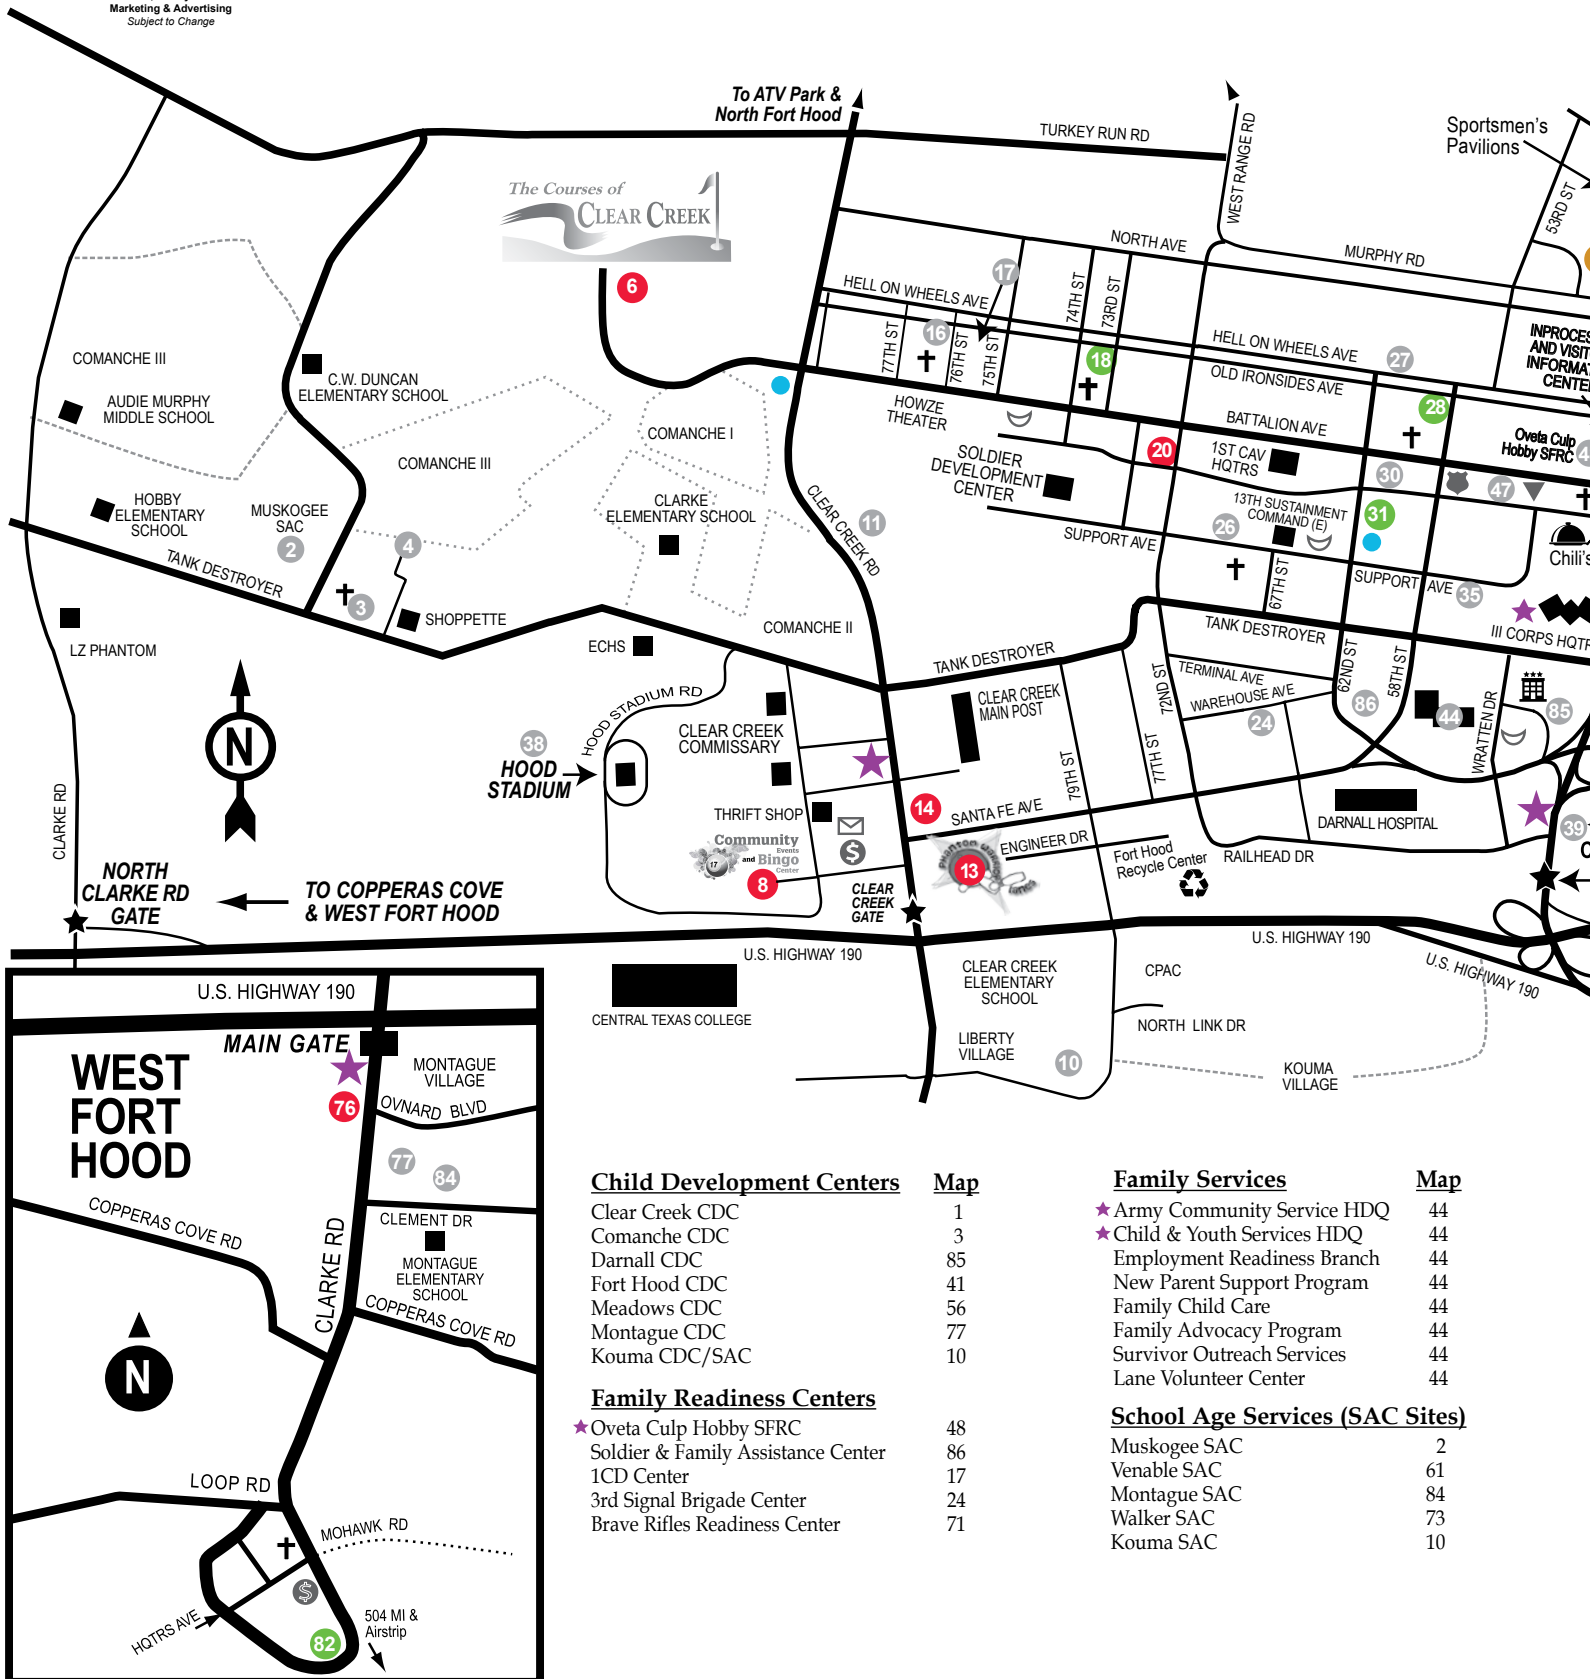 Marketing & Advertising
Subject to Change
To ATV Park &
North Fort Hood
TURKEY RUN RD
WEST RANGE RD
Sportsmen's
Pavilions
53RD ST
The Courses of
CLEAR CREEK
6
NORTH AVE
MURPHY RD
HELL ON WHEELS AVE
17
74TH ST
73RD ST
77TH ST
16
76TH ST
75TH ST
18
HELL ON WHEELS AVE
27
OLD IRONSIDES AVE
28
INPROCES
AND VISIT
INFORMAT
CENTE
COMANCHE III
AUDIE MURPHY
MIDDLE SCHOOL
C.W. DUNCAN
ELEMENTARY SCHOOL
HOWZE
THEATER
BATTALION AVE
Oveta Culp
Hobby SFRC
4
COMANCHE I
COMANCHE III
SOLDIER
DEVELOPMENT
CENTER
20
1ST CAV
HQTRS
30
47
HOBBY
ELEMENTARY
SCHOOL
MUSKOGEE
SAC
2
4
CLARKE
ELEMENTARY SCHOOL
CLEAR CREEK RD
11
13TH SUSTAINMENT
COMMAND (E)
26
31
SUPPORT AVE
Chili's
TANK DESTROYER
3
SHOPPETTE
67TH ST
SUPPORT AVE
35
III CORPS HQTR
LZ PHANTOM
ECHS
COMANCHE II
TANK DESTROYER
TANK DESTROYER
72ND ST
TERMINAL AVE
WAREHOUSE AVE
62ND ST
58TH ST
24
86
44
WRATTEN DR
85
N
HOOD STADIUM RD
CLEAR CREEK
COMMISSARY
CLEAR CREEK
MAIN POST
38
HOOD
STADIUM
79TH ST
77TH ST
CLARKE RD
THRIFT SHOP
14
SANTA FE AVE
DARNALL HOSPITAL
39
C
Community
Events
and Bingo
Center
17
8
13
ENGINEER DR
Fort Hood
Recycle Center
RAILHEAD DR
NORTH
CLARKE RD
GATE
TO COPPERAS COVE
& WEST FORT HOOD
CLEAR
CREEK
GATE
U.S. HIGHWAY 190
U.S. HIGHWAY 190
U.S. HIGHWAY 190
CENTRAL TEXAS COLLEGE
CLEAR CREEK
ELEMENTARY
SCHOOL
CPAC
NORTH LINK DR
LIBERTY
VILLAGE
10
KOUMA
VILLAGE
U.S. HIGHWAY 190
MAIN GATE
WEST
FORT
HOOD
76
MONTAGUE
VILLAGE
OVNARD BLVD
77
84
COPPERAS COVE RD
CLARKE RD
CLEMENT DR
MONTAGUE
ELEMENTARY
SCHOOL
COPPERAS COVE RD
N
LOOP RD
MOHAWK RD
HQTRS AVE
82
504 MI &
Airstrip
Child Development Centers Map
Clear Creek CDC 1
Comanche CDC 3
Darnall CDC 85
Fort Hood CDC 41
Meadows CDC 56
Montague CDC 77
Kouma CDC/SAC 10
Family Readiness Centers
Oveta Culp Hobby SFRC 48
Soldier & Family Assistance Center 86
1CD Center 17
3rd Signal Brigade Center 24
Brave Rifles Readiness Center 71
Family Services Map
Army Community Service HDQ 44
Child & Youth Services HDQ 44
Employment Readiness Branch 44
New Parent Support Program 44
Family Child Care 44
Family Advocacy Program 44
Survivor Outreach Services 44
Lane Volunteer Center 44
School Age Services (SAC Sites)
Muskogee SAC 2
Venable SAC 61
Montague SAC 84
Walker SAC 73
Kouma SAC 10